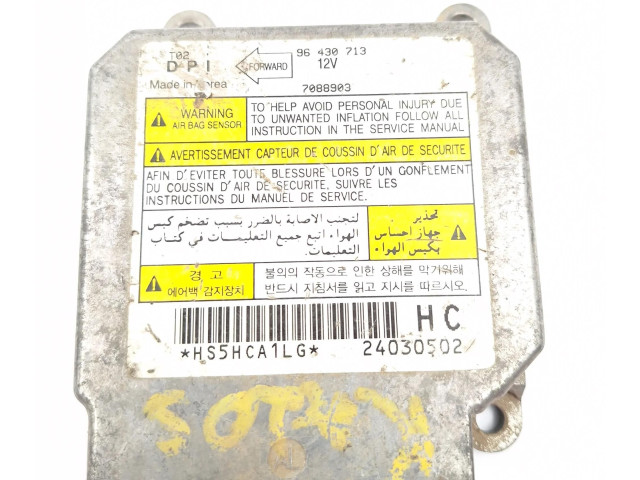 T02
DPI FORWARD 96 430 713
12V
Made in Korea 7088903
WARNING
AIR BAG SENSOR
TO HELP AVOID PERSONAL INJURY DUE
TO UNWANTED INFLATION FOLLOW ALL
INSTRUCTION IN THE SERVICE MANUAL
AVERTISSEMENT CAPTEUR DE COUSSIN D'AIR DE SECURITE
AFIN D'EVITER TOUTE BLESSURE LORS D'UN GONFLEMENT
DU COUSSIN D'AIR DE SECURITE, SUIVRE LES
INSTRUCTIONS DU MANUEL DE SERVICE.
تحذير
جهاز احساس
بكيس الهواء
لتجنب الاصابة بالضرر بسبب تضخم كيس
الهواء اتبع جميع التعليمات في كتاب
التعليمات.
경 고
에어백 감지장치
불의의 작동으로 인한 상해를 막기위해
반드시 지침서를 읽고 지시를 따르십시오.
HC
*HS5HCA1LG* 24030502